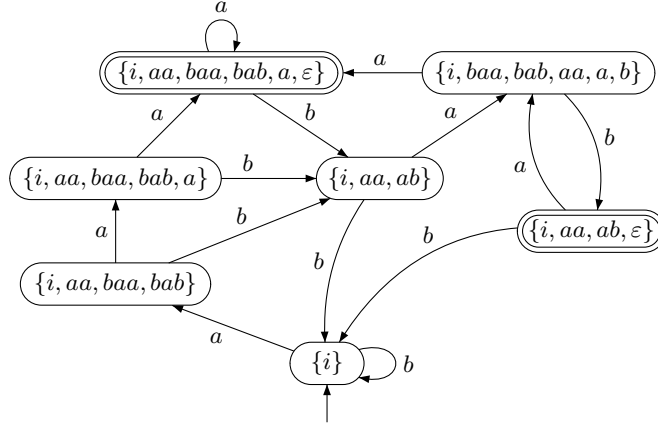 a
{i, aa, baa, bab, a, ε}
a
{i, baa, bab, aa, a, b}
a
b
a
b
a
{i, aa, baa, bab, a}
b
{i, aa, ab}
b
a
b
b
{i, aa, ab, ε}
{i, aa, baa, bab}
b
a
{i}
b